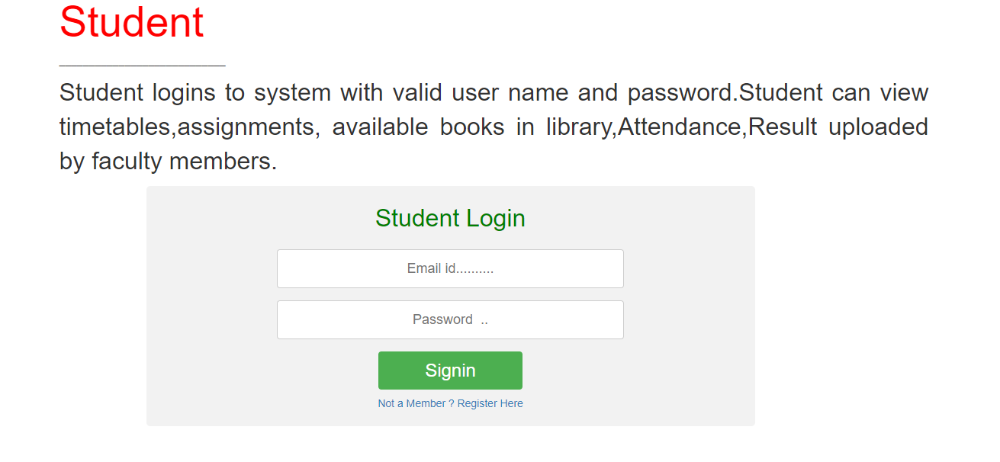 Student
Student logins to system with valid user name and password.Student can view
timetables,assignments, available books in library,Attendance,Result uploaded
by faculty members.
Student Login
Email id..........
Password  ..
Signin
Not a Member ? Register Here